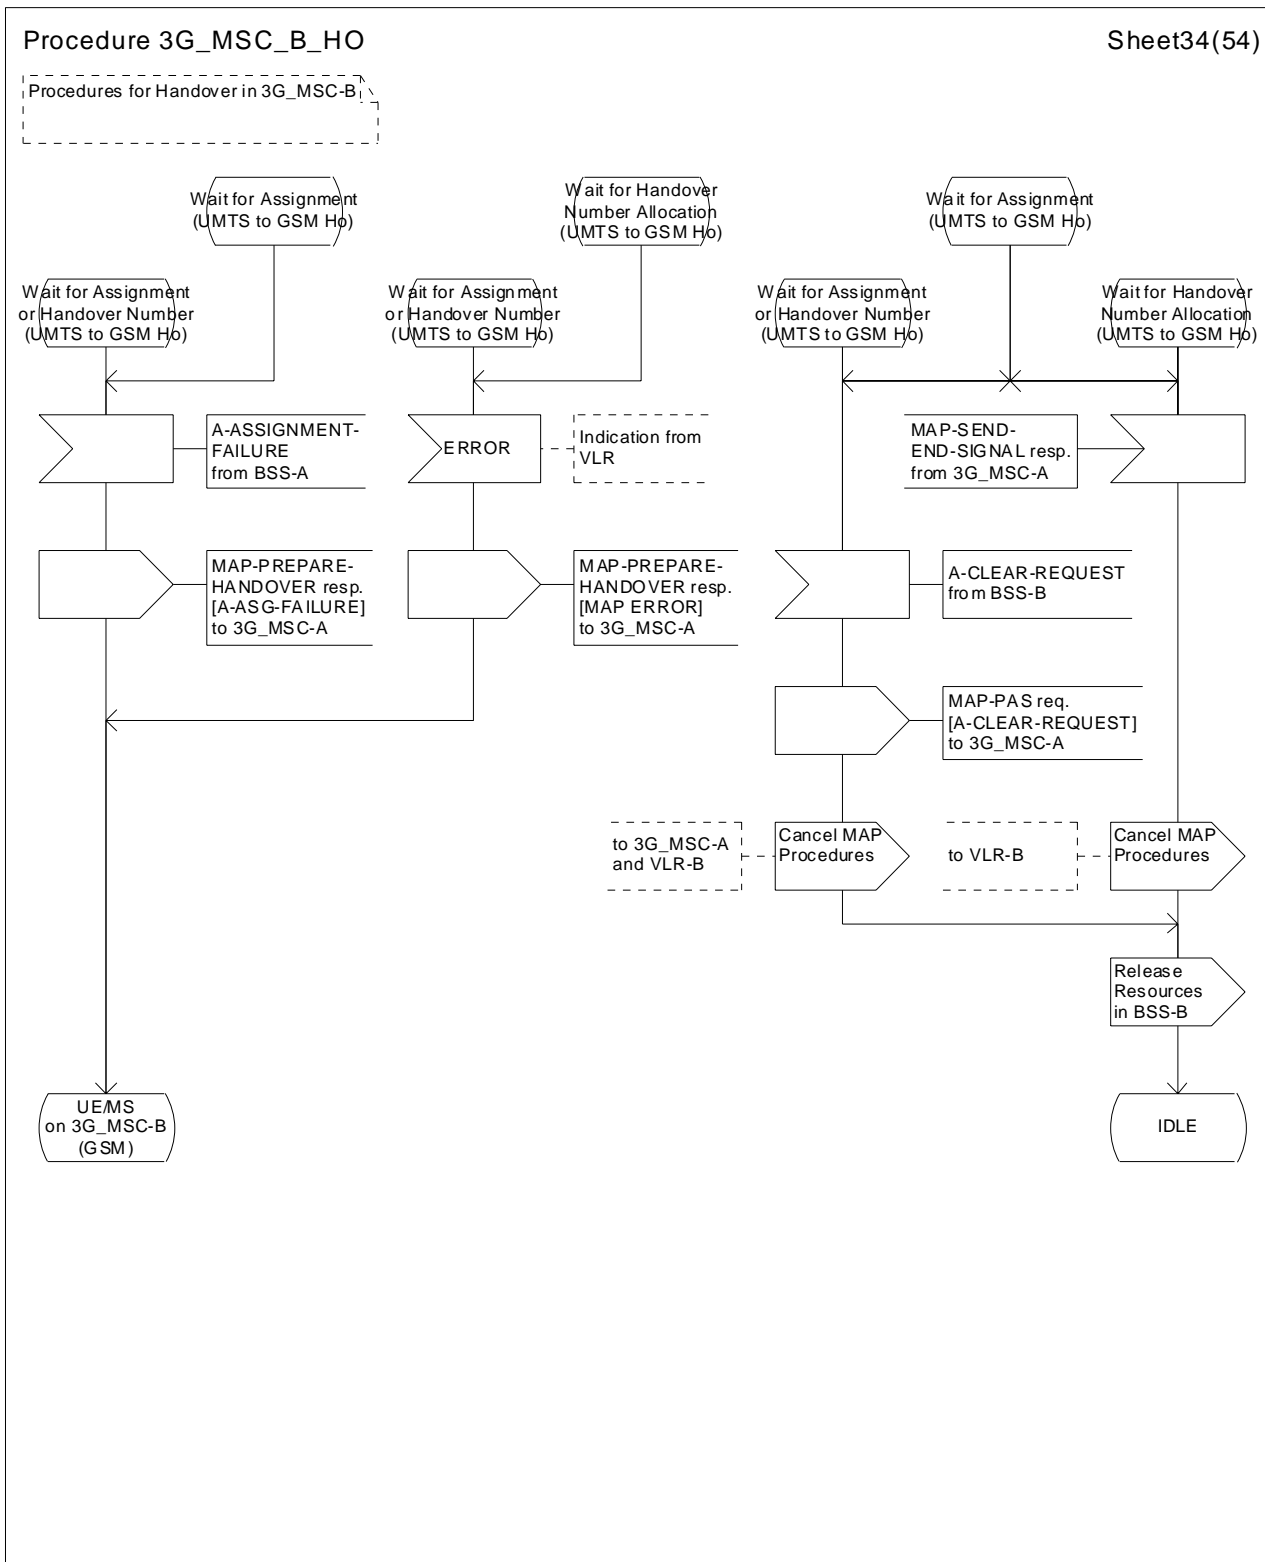 Procedure 3G_MSC_B_HO
Sheet34(54)
Procedures for Handover in 3G_MSC-B
Wait for Assignment
(UMTS to GSM Ho)
Wait for Handover
Number Allocation
(UMTS to GSM Ho)
Wait for Assignment
(UMTS to GSM Ho)
Wait for Assignment
or Handover Number
(UMTS to GSM Ho)
Wait for Assignment
or Handover Number
(UMTS to GSM Ho)
Wait for Assignment
or Handover Number
(UMTS to GSM Ho)
Wait for Handover
Number Allocation
(UMTS to GSM Ho)
A-ASSIGNMENT-
FAILURE
from BSS-A
ERROR
Indication from
VLR
MAP-SEND-
END-SIGNAL resp.
from 3G_MSC-A
MAP-PREPARE-
HANDOVER resp.
[A-ASG-FAILURE]
to 3G_MSC-A
MAP-PREPARE-
HANDOVER resp.
[MAP ERROR]
to 3G_MSC-A
A-CLEAR-REQUEST
from BSS-B
MAP-PAS req.
[A-CLEAR-REQUEST]
to 3G_MSC-A
to 3G_MSC-A
and VLR-B
Cancel MAP
Procedures
to VLR-B
Cancel MAP
Procedures
Release
Resources
in BSS-B
UE/MS
on 3G_MSC-B
(GSM)
IDLE